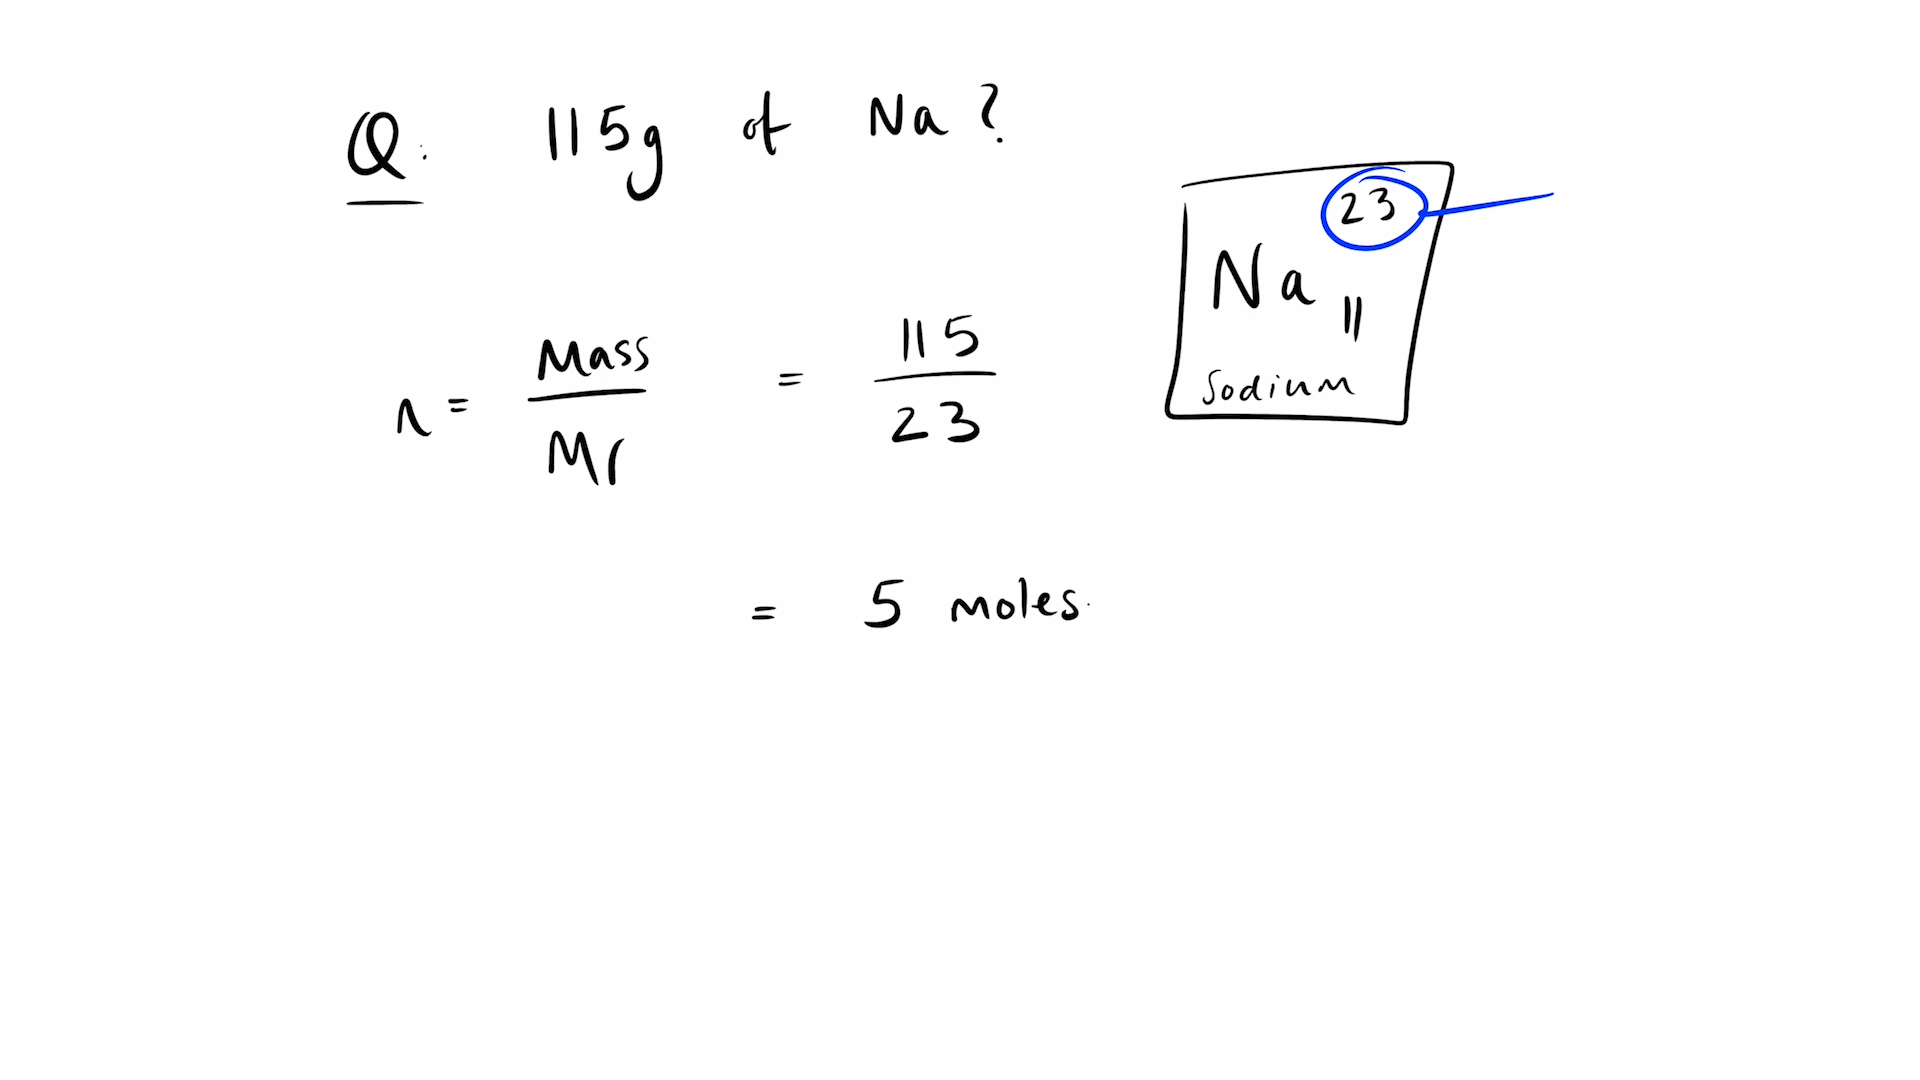 Q: 115g of Na?
23
Na 11
Sodium
n = Mass / Mr = 115 / 23
= 5 moles.